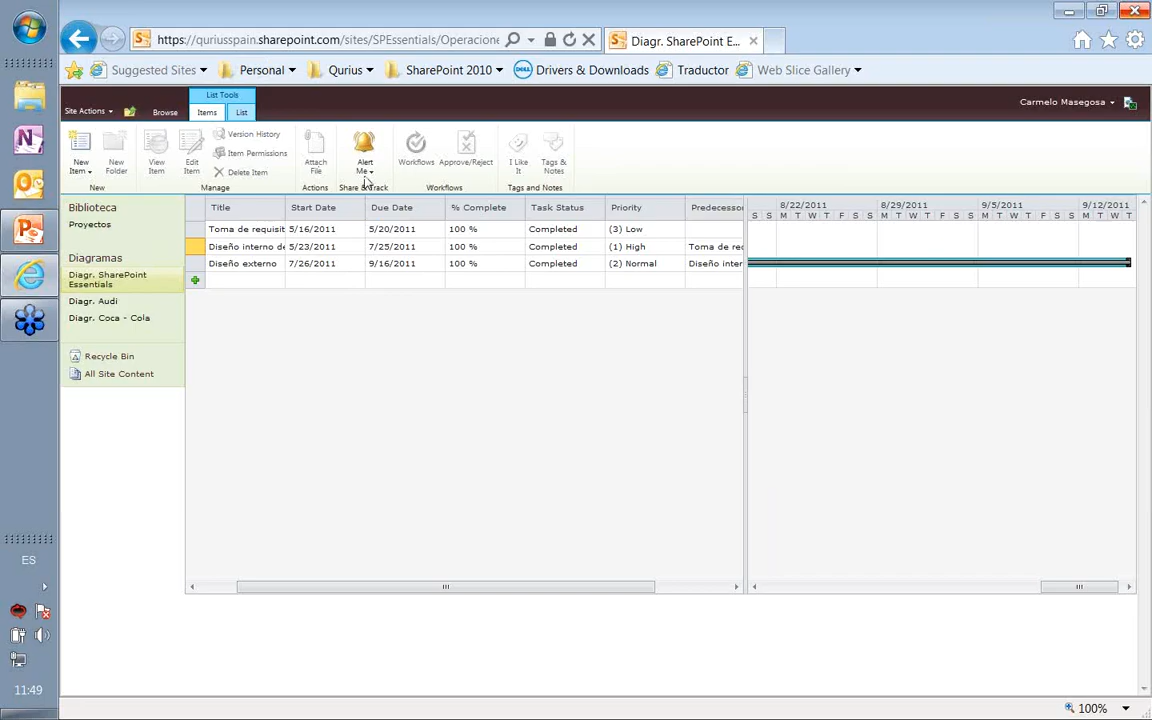 https://quriusspain.sharepoint.com/sites/SPEssentials/Operacione
Diagr. SharePoint E...
Suggested Sites
Personal
Qurius
SharePoint 2010
Drivers & Downloads
Traductor
Web Slice Gallery
List Tools
Site Actions
Browse
Items
List
Carmelo Masegosa
New Item
New Folder
View Item
Edit Item
Version History
Item Permissions
Delete Item
Attach File
Alert Me
Workflows
Approve/Reject
I Like It
Tags & Notes
New
Manage
Actions
Share & Track
Workflows
Tags and Notes
Biblioteca
Proyectos
Diagramas
Diagr. SharePoint
Essentials
Diagr. Audi
Diagr. Coca - Cola
Recycle Bin
All Site Content
Title Start Date Due Date % Complete Task Status Priority Predecessor
Toma de requisit 5/16/2011 5/20/2011 100 % Completed (3) Low
Diseño interno de 5/23/2011 7/25/2011 100 % Completed (1) High Toma de req
Diseño externo 7/26/2011 9/16/2011 100 % Completed (2) Normal Diseño inter
8/22/2011 8/29/2011 9/5/2011 9/12/2011
S S M T W T F S S M T W T F S S M T W T F S S M T W T
ES
11:49
100%